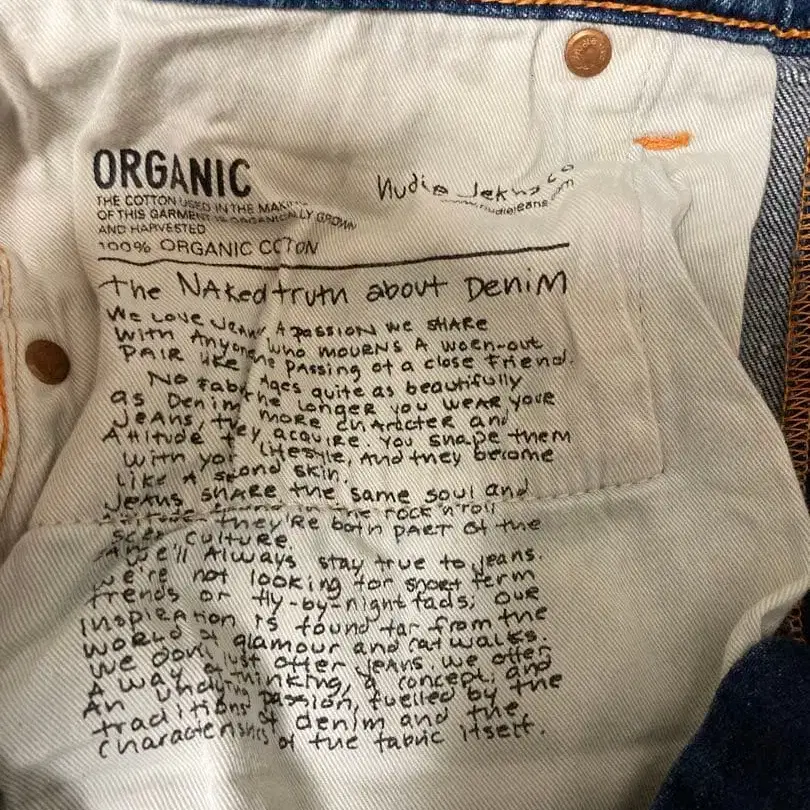 ORGANIC
THE COTTON USED IN THE MAKING
OF THIS GARMENT IS ORGANICALLY GROWN
AND HARVESTED
100% ORGANIC COTTON
Nudie Jeans co
www.nudiejeans.com
the NAKed truth about Denim
We Love Jeans, A passion we SHARE
with Anyone who mourns A worn-out
PAIR like the passing of a close friend.
No fabric Ages quite as beautifully
as Denim the longer you wear your
jeans, the more character and
Attitude they acquire. you shape them
with your lifestyle, and they become
like A second skin.
Jeans share the same soul and
attitude found in the rock'n'roll
they're both part of the
same culture.
we'll Always stay true to jeans.
we're not looking for short term
trends or fly-by-night fads; our
inspiration is found far from the
world of glamour and catwalks.
We don't just offer jeans. we offer
A way of thinking, a concept; and
An undying passion, fuelled by the
traditions of denim and the
characteristics of the fabric itself.